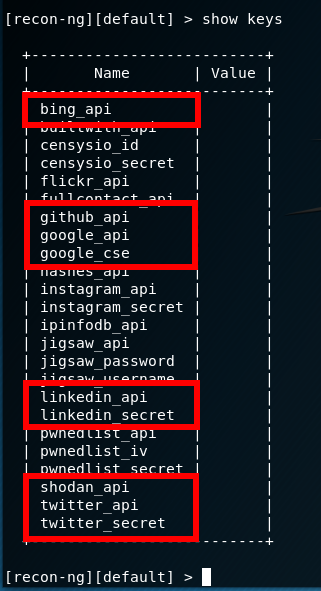 [recon-ng][default] > show keys
+--------------------------+
| Name | Value |
+--------------------------+
bing_api |
| builtwith_api | |
| censysio_id | |
| censysio_secret | |
| flickr_api | |
| fullcontact_api | |
github_api |
google_api |
google_cse |
| hashes_api | |
| instagram_api | |
| instagram_secret | |
| ipinfodb_api | |
| jigsaw_api | |
| jigsaw_password | |
| jigsaw_username | |
linkedin_api |
linkedin_secret |
| pwnedlist_api | |
| pwnedlist_iv | |
| pwnedlist_secret | |
shodan_api |
twitter_api |
twitter_secret |
+--------------------------+
[recon-ng][default] >